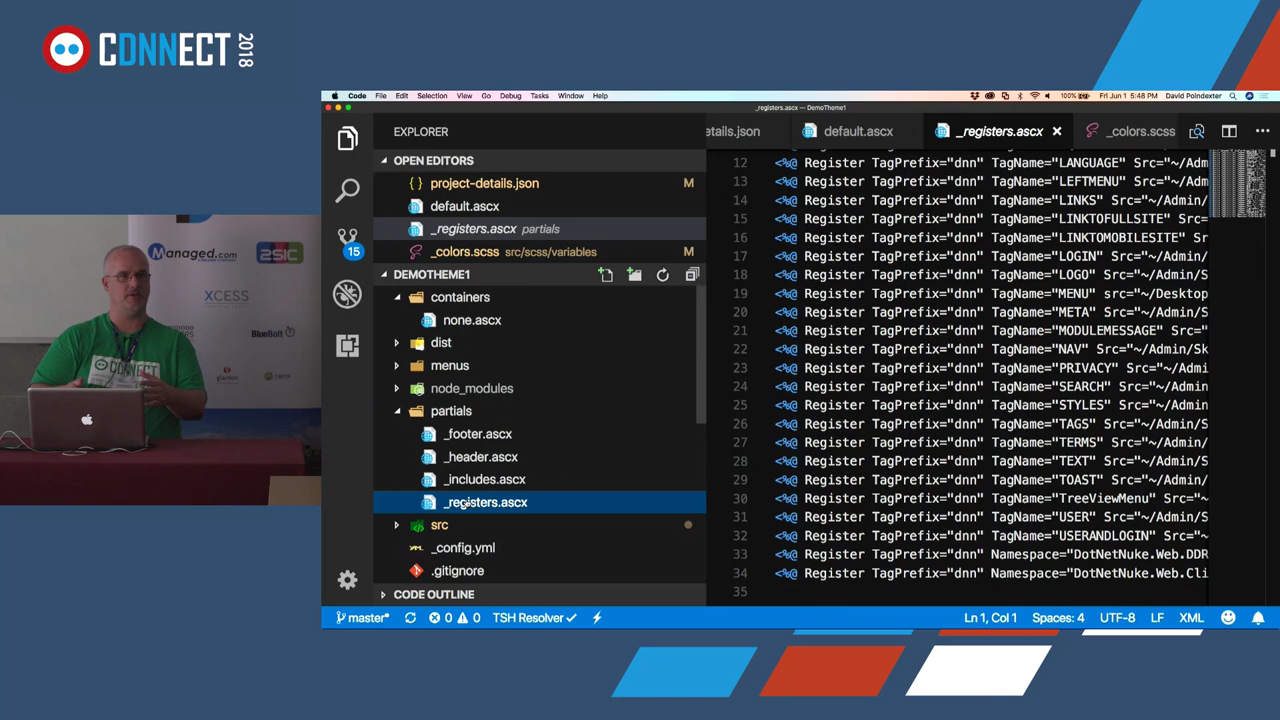 CDNNECT 2018
Code File Edit Selection View Go Debug Tasks Window Help
100% Fri Jun 1 5:48 PM David Poindexter
_registers.ascx — DemoTheme1
EXPLORER
OPEN EDITORS
project-details.json M
default.ascx
_registers.ascx partials
_colors.scss src/scss/variables M
15
DEMOTHEME1
containers
none.ascx
dist
menus
node_modules
partials
_footer.ascx
_header.ascx
_includes.ascx
_registers.ascx
src
_config.yml
.gitignore
CODE OUTLINE
etails.json default.ascx _registers.ascx _colors.scss
12 <%@ Register TagPrefix="dnn" TagName="LANGUAGE" Src="~/Adm
13 <%@ Register TagPrefix="dnn" TagName="LEFTMENU" Src="~/Adm
14 <%@ Register TagPrefix="dnn" TagName="LINKS" Src="~/Admin/
15 <%@ Register TagPrefix="dnn" TagName="LINKTOFULLSITE" Src=
16 <%@ Register TagPrefix="dnn" TagName="LINKTOMOBILESITE" Sr
17 <%@ Register TagPrefix="dnn" TagName="LOGIN" Src="~/Admin/
18 <%@ Register TagPrefix="dnn" TagName="LOGO" Src="~/Admin/S
19 <%@ Register TagPrefix="dnn" TagName="MENU" Src="~/Desktop
20 <%@ Register TagPrefix="dnn" TagName="META" Src="~/Admin/S
21 <%@ Register TagPrefix="dnn" TagName="MODULEMESSAGE" Src="
22 <%@ Register TagPrefix="dnn" TagName="NAV" Src="~/Admin/Sk
23 <%@ Register TagPrefix="dnn" TagName="PRIVACY" Src="~/Admi
24 <%@ Register TagPrefix="dnn" TagName="SEARCH" Src="~/Admin
25 <%@ Register TagPrefix="dnn" TagName="STYLES" Src="~/Admin
26 <%@ Register TagPrefix="dnn" TagName="TAGS" Src="~/Admin/S
27 <%@ Register TagPrefix="dnn" TagName="TERMS" Src="~/Admin/
28 <%@ Register TagPrefix="dnn" TagName="TEXT" Src="~/Admin/S
29 <%@ Register TagPrefix="dnn" TagName="TOAST" Src="~/Admin/
30 <%@ Register TagPrefix="dnn" TagName="TreeViewMenu" Src="~
31 <%@ Register TagPrefix="dnn" TagName="USER" Src="~/Admin/S
32 <%@ Register TagPrefix="dnn" TagName="USERANDLOGIN" Src="~
33 <%@ Register TagPrefix="dnn" Namespace="DotNetNuke.Web.DDR
34 <%@ Register TagPrefix="dnn" Namespace="DotNetNuke.Web.Cli
35
master* 0 0 TSH Resolver Ln 1, Col 1 Spaces: 4 UTF-8 LF XML
Managed.com
2SIC
XCESS
BlueBolt
CONNECT